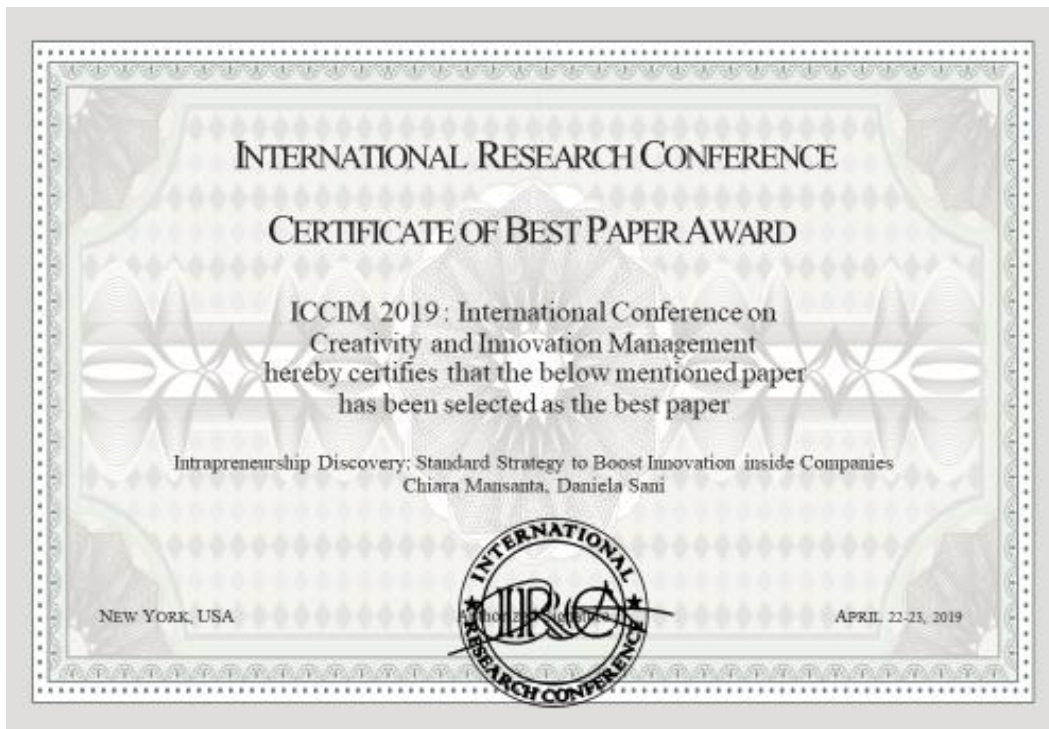 INTERNATIONAL RESEARCH CONFERENCE
CERTIFICATE OF BEST PAPER AWARD
ICCIM 2019 : International Conference on
Creativity and Innovation Management
hereby certifies that the below mentioned paper
has been selected as the best paper
Intrapreneurship Discovery: Standard Strategy to Boost Innovation inside Companies
Chiara Mansanta, Daniela Sani
INTERNATIONAL
IRC
RESEARCH CONFERENCE
NEW YORK, USA
APRIL 22-23, 2019